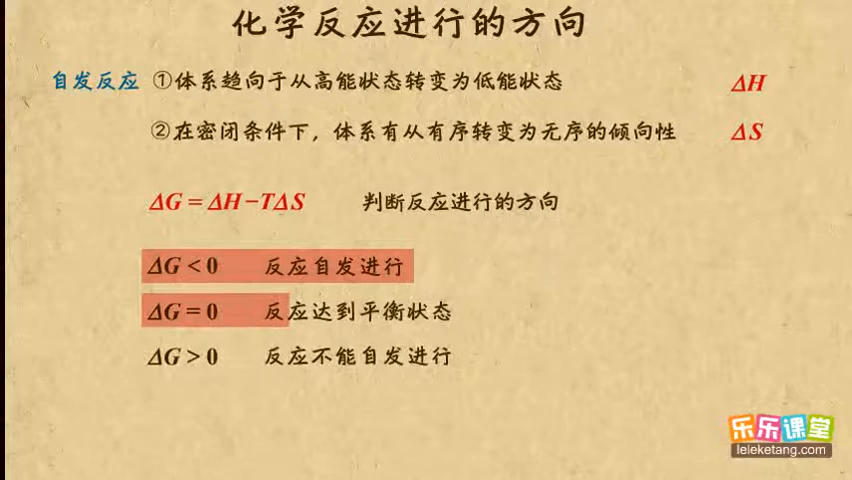 化学反应进行的方向
自发反应 ①体系趋向于从高能状态转变为低能状态 ΔH
②在密闭条件下，体系有从有序转变为无序的倾向性 ΔS
ΔG = ΔH－TΔS 判断反应进行的方向
ΔG < 0 反应自发进行
ΔG = 0 反应达到平衡状态
ΔG > 0 反应不能自发进行
乐乐课堂
leleketang.com